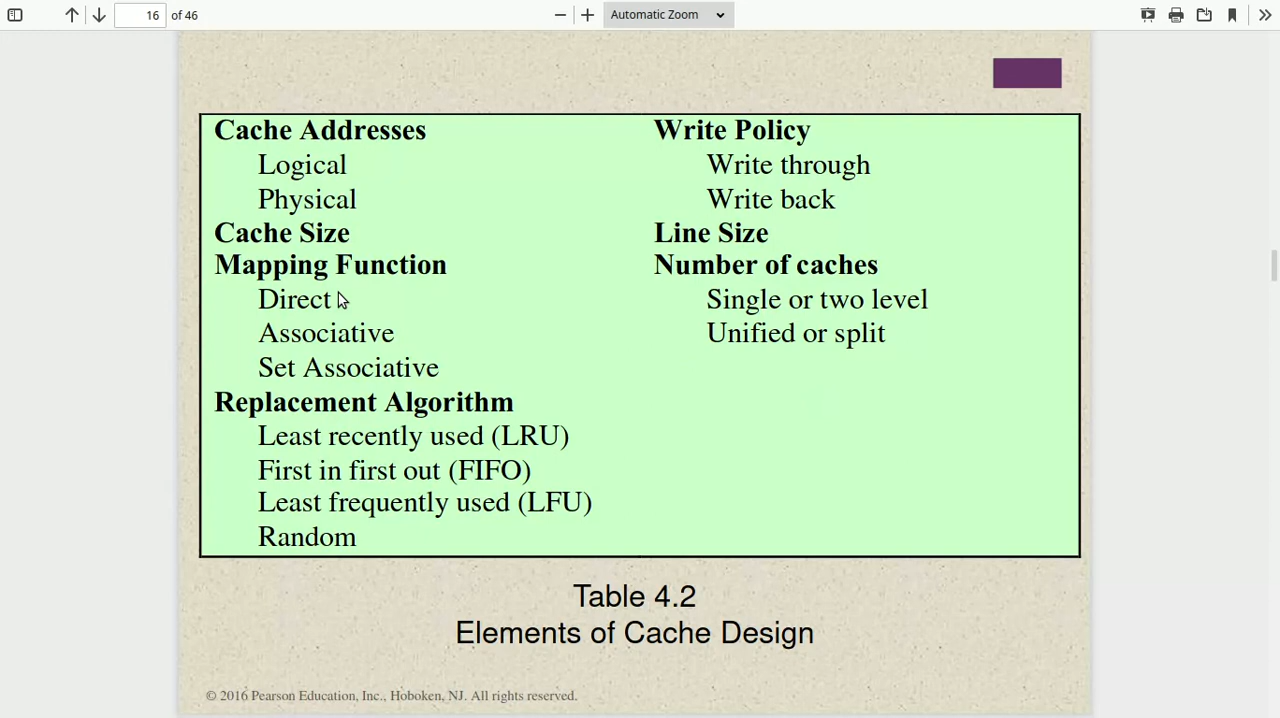 16 of 46
Automatic Zoom
Cache Addresses
Logical
Physical
Cache Size
Mapping Function
Direct
Associative
Set Associative
Replacement Algorithm
Least recently used (LRU)
First in first out (FIFO)
Least frequently used (LFU)
Random
Write Policy
Write through
Write back
Line Size
Number of caches
Single or two level
Unified or split
Table 4.2
Elements of Cache Design
© 2016 Pearson Education, Inc., Hoboken, NJ. All rights reserved.